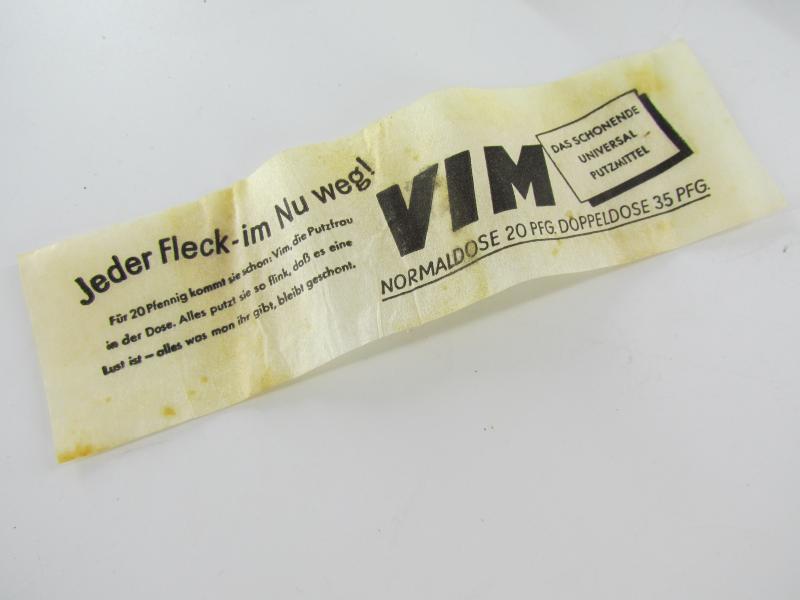 Jeder Fleck-im Nu weg!
Für 20 Pfennig kommt sie schon: Vim, die Putzfrau
in der Dose. Alles putzt sie so flink, daß es eine
Lust ist - alles was man ihr gibt, bleibt geschont.
VIM
DAS SCHONENDE
UNIVERSAL
PUTZMITTEL
NORMALDOSE 20 PFG. DOPPELDOSE 35 PFG.